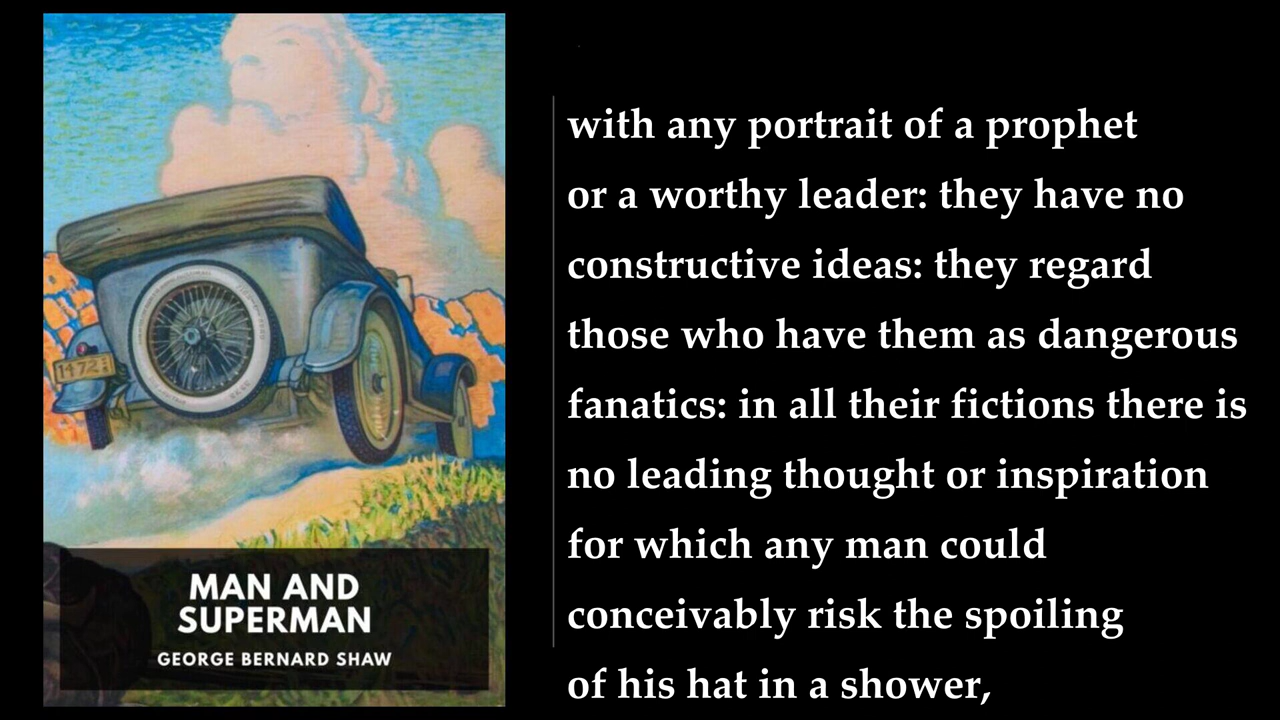 1472
MAN AND
SUPERMAN
GEORGE BERNARD SHAW
with any portrait of a prophet
or a worthy leader: they have no
constructive ideas: they regard
those who have them as dangerous
fanatics: in all their fictions there is
no leading thought or inspiration
for which any man could
conceivably risk the spoiling
of his hat in a shower,